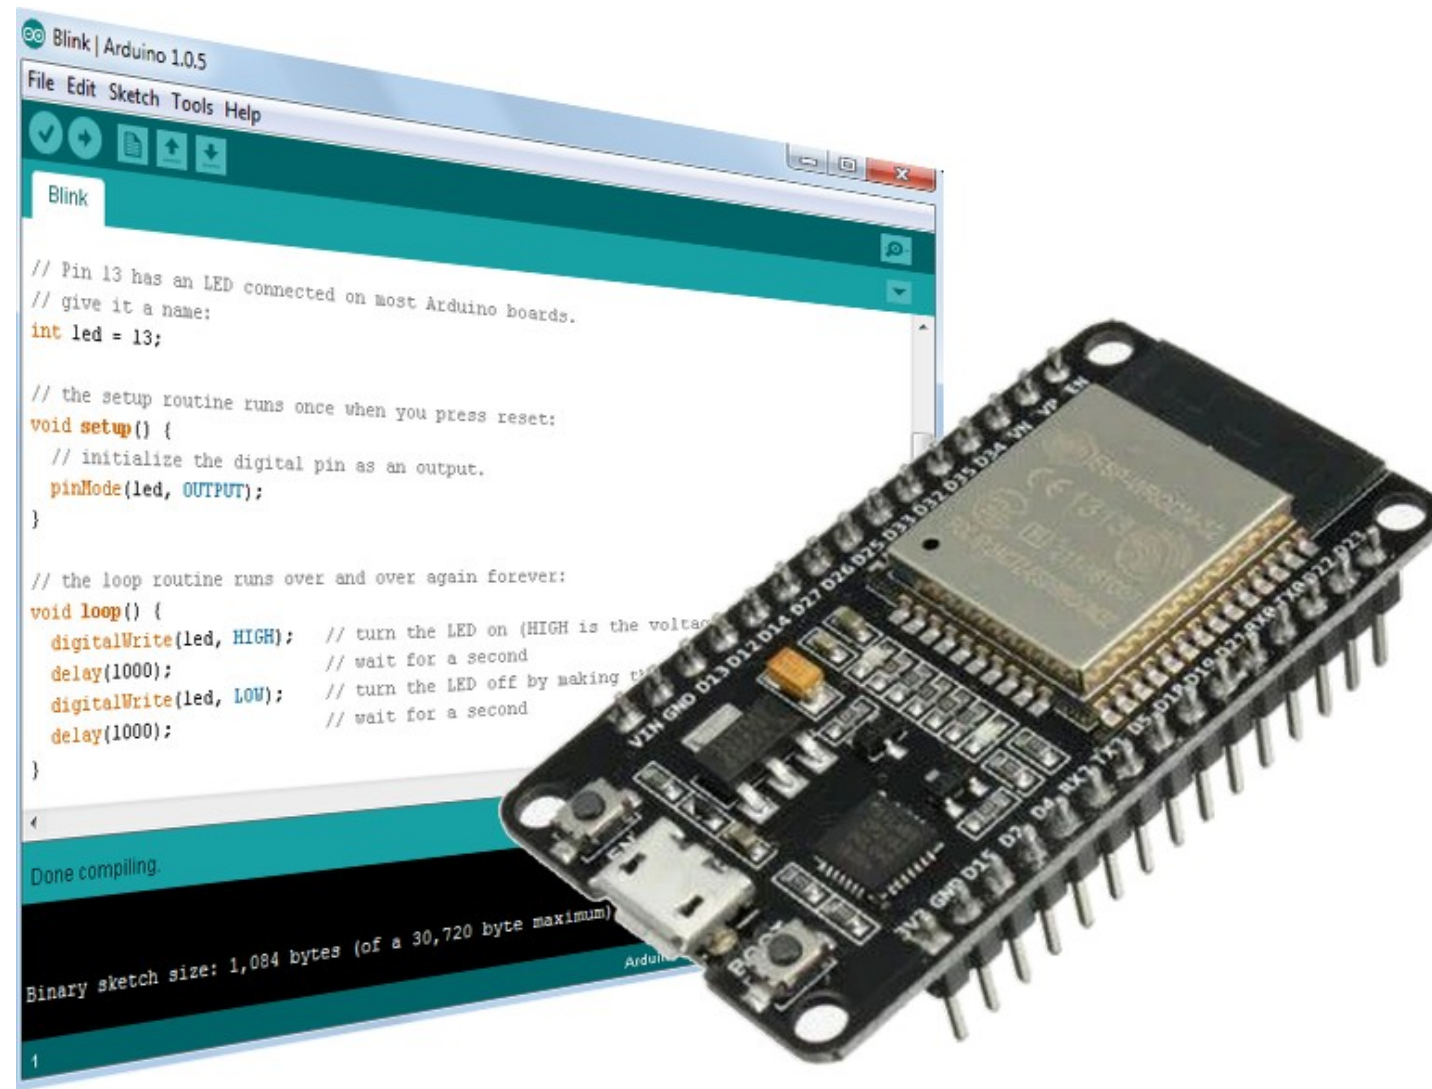 Blink | Arduino 1.0.5
File Edit Sketch Tools Help
Blink
// Pin 13 has an LED connected on most Arduino boards.
// give it a name:
int led = 13;
// the setup routine runs once when you press reset:
void setup() {
// initialize the digital pin as an output.
pinMode(led, OUTPUT);
}
// the loop routine runs over and over again forever:
void loop() {
digitalWrite(led, HIGH); // turn the LED on (HIGH is the voltag
delay(1000); // wait for a second
digitalWrite(led, LOW); // turn the LED off by making th
delay(1000); // wait for a second
}
Done compiling.
Binary sketch size: 1,084 bytes (of a 30,720 byte maximum)
1
VIN GND D13 D12 D14 D27 D26 D25 D33 D32 D35 D34 VN VP EN
ESP-WROOM-32
EN
BOOT
3V3 GND D15 D2 D4 RX2 TX2 D5 D18 D19 D21 RX0 TX0 D22 D23